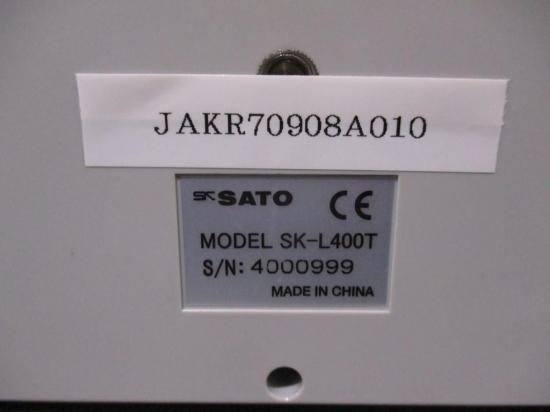 JAKR70908A010
SK SATO CE
MODEL SK-L400T
S/N: 4000999
MADE IN CHINA